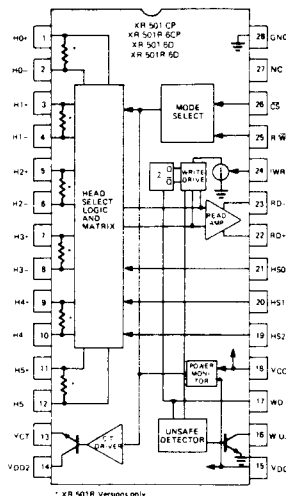 XR 501 CP
XR 501R 6CP
XR 501 6D
XR 501R 6D
H0+ 1
H0- 2
H1+ 3
H1- 4
H2+ 5
H2- 6
H3+ 7
H3- 8
H4+ 9
H4 10
H5+ 11
H5 12
VCT 13
VDD2 14
28 GND
27 NC
26 CS
25 R/W
24 IWR
23 RD-
22 RD+
21 HS0
20 HS1
19 HS2
18 VCC
17 WD
16 W.U.
15
MODE
SELECT
HEAD
SELECT
LOGIC
AND
MATRIX
2
Q
Q
WRITE
DRIVER
READ
AMP
POWER
MONI
TOR
UNSAFE
DETECTOR
DRIVER
* XR 501R Versions only